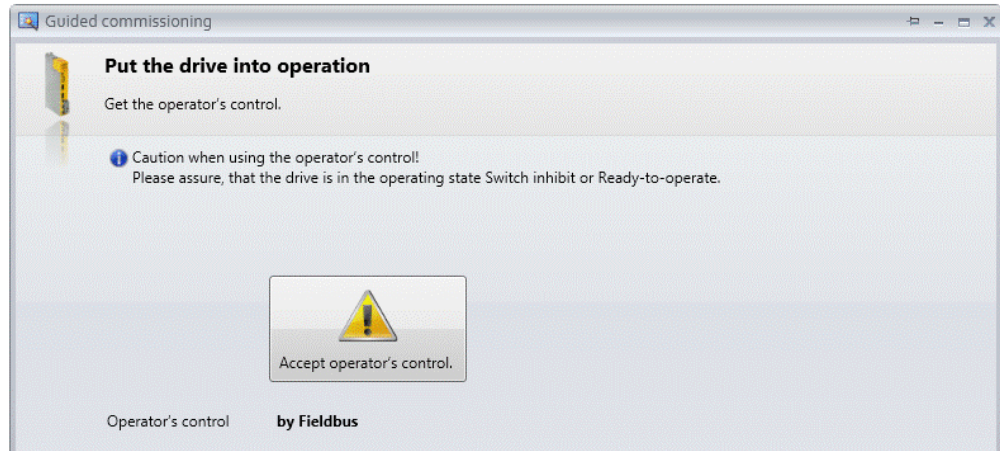 Guided commissioning
Put the drive into operation
Get the operator's control.
Caution when using the operator's control!
Please assure, that the drive is in the operating state Switch inhibit or Ready-to-operate.
Accept operator's control.
Operator's control by Fieldbus